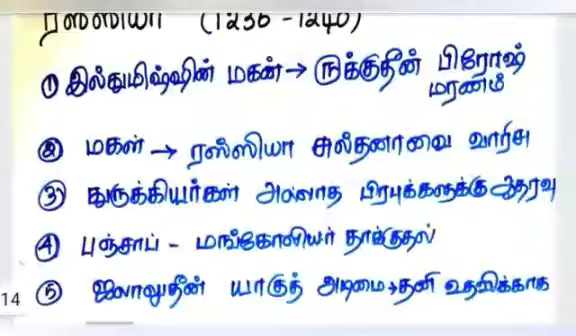 ரஸ்ஸியா (1236 - 1240)
① இல்துமிஷ்ஷின் மகன் → ருக்குதீன் பிரோஷ்
மரணம்
② மகள் → ரஸ்ஸியா சுல்தானாவை வாரிசு
③ துருக்கியர்கள் அல்லாத பிரபுக்களுக்கு ஆதரவு
④ பஞ்சாப் - மங்கோலியர் தாக்குதல்
14 ⑤ ஜலாலுதீன் யாகுத் அடிமை → தனி உதவிக்காக